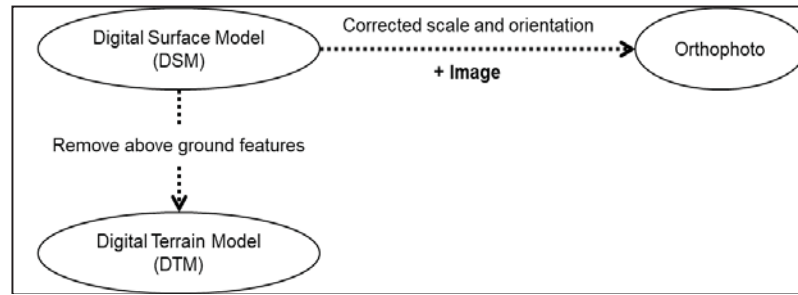 Digital Surface Model
(DSM)
Corrected scale and orientation
+ Image
Orthophoto
Remove above ground features
Digital Terrain Model
(DTM)